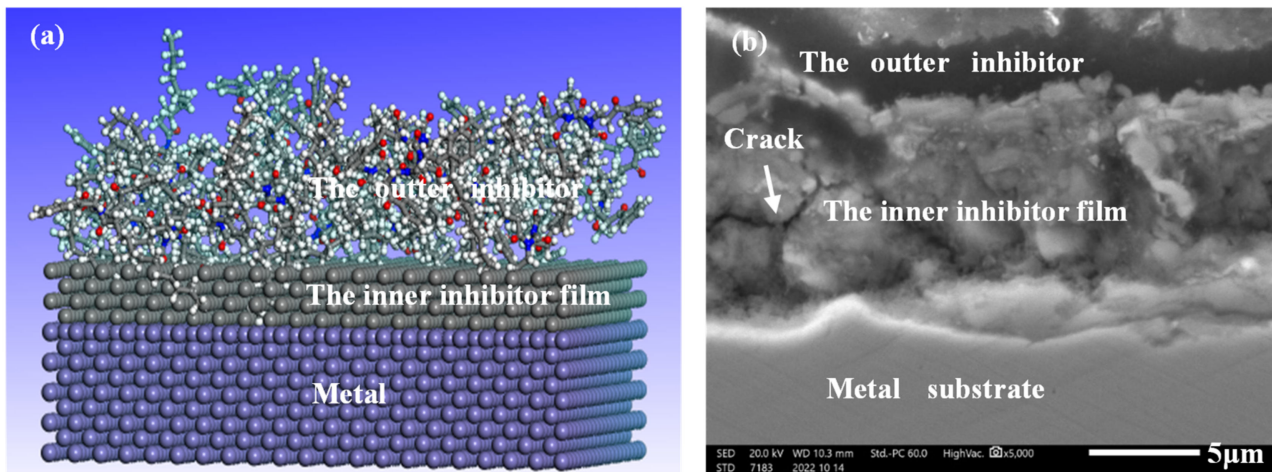 (a)
The outter inhibitor
The inner inhibitor film
Metal
(b)
The outter inhibitor
Crack
The inner inhibitor film
Metal substrate
SED 20.0 kV WD 10.3 mm Std.-PC 60.0 HighVac. x5,000
STD 7183 2022 10 14
5μm